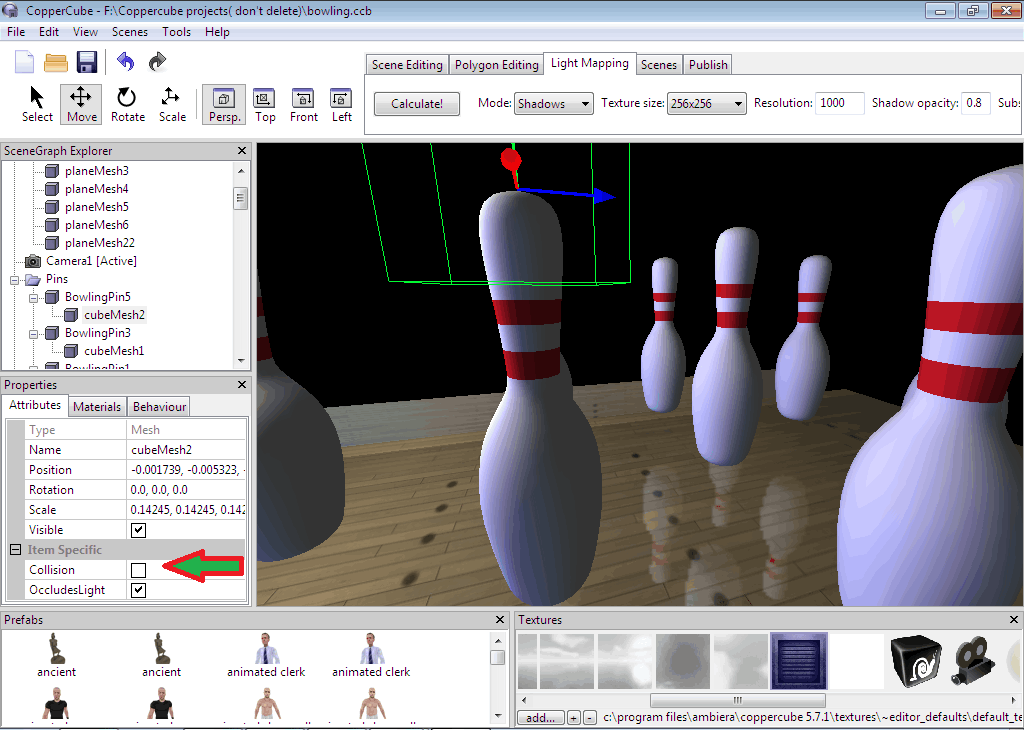 CopperCube - F:\Coppercube projects( don't delete)\bowling.ccb
File Edit View Scenes Tools Help
Scene Editing Polygon Editing Light Mapping Scenes Publish
Select Move Rotate Scale Persp. Top Front Left
Calculate! Mode: Shadows Texture size: 256x256 Resolution: 1000 Shadow opacity: 0.8 Subs
SceneGraph Explorer
planeMesh3
planeMesh4
planeMesh5
planeMesh6
planeMesh22
Camera1 [Active]
Pins
BowlingPin5
cubeMesh2
BowlingPin3
cubeMesh1
BowlingPin1
Properties
Attributes Materials Behaviour
Type Mesh
Name cubeMesh2
Position -0.001739, -0.005323, -
Rotation 0.0, 0.0, 0.0
Scale 0.14245, 0.14245, 0.142
Visible
Item Specific
Collision
OccludesLight
Prefabs
ancient ancient animated clerk animated clerk
Textures
add... + - c:\program files\ambiera\coppercube 5.7.1\textures\~editor_defaults\default_te